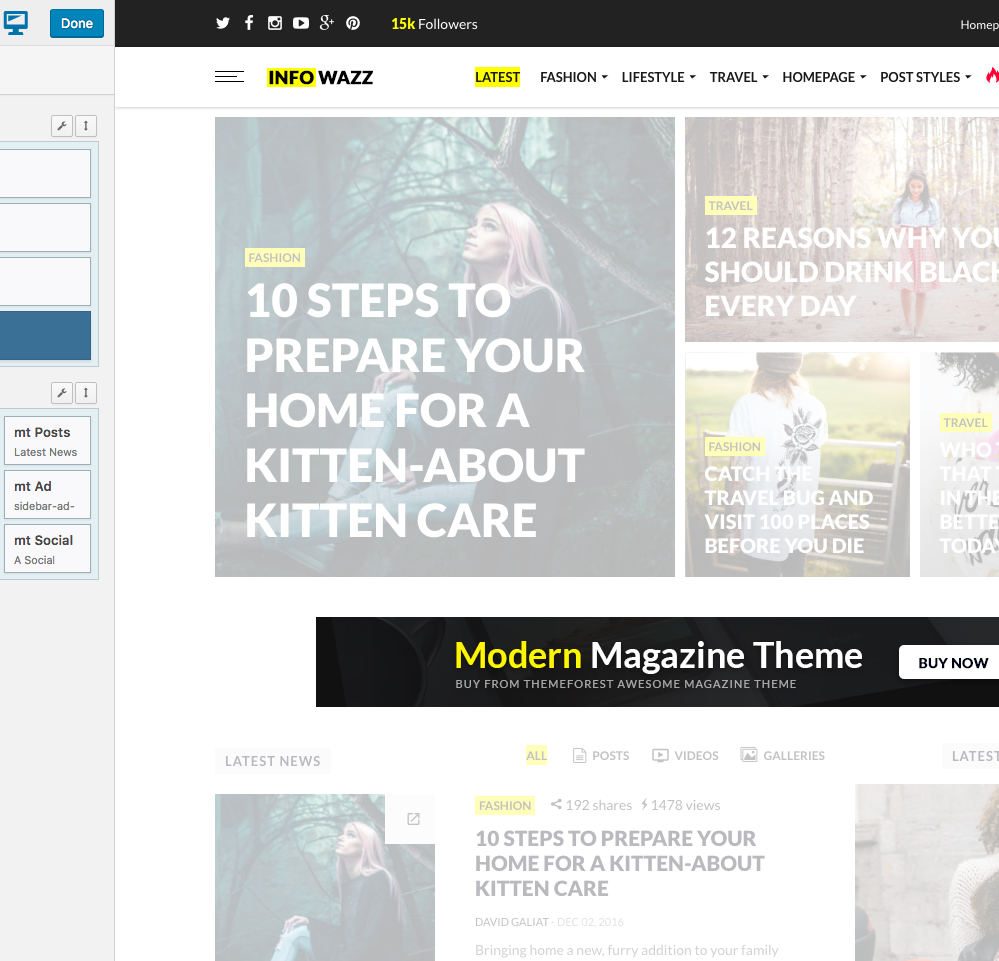 Done
15k Followers
Homep
INFO WAZZ
LATEST FASHION LIFESTYLE TRAVEL HOMEPAGE POST STYLES
mt Posts
Latest News
mt Ad
sidebar-ad-
mt Social
A Social
FASHION
10 STEPS TO
PREPARE YOUR
HOME FOR A
KITTEN-ABOUT
KITTEN CARE
TRAVEL
12 REASONS WHY YOU
SHOULD DRINK BLACK
EVERY DAY
FASHION
CATCH THE
TRAVEL BUG AND
VISIT 100 PLACES
BEFORE YOU DIE
TRAVEL
WHO
THAT
IN THE
BETTE
TODAY
Modern Magazine Theme
BUY FROM THEMEFOREST AWESOME MAGAZINE THEME
BUY NOW
LATEST NEWS
ALL POSTS VIDEOS GALLERIES
LATEST
FASHION 192 shares 1478 views
10 STEPS TO PREPARE YOUR
HOME FOR A KITTEN-ABOUT
KITTEN CARE
DAVID GALIAT - DEC 02, 2016
Bringing home a new, furry addition to your family